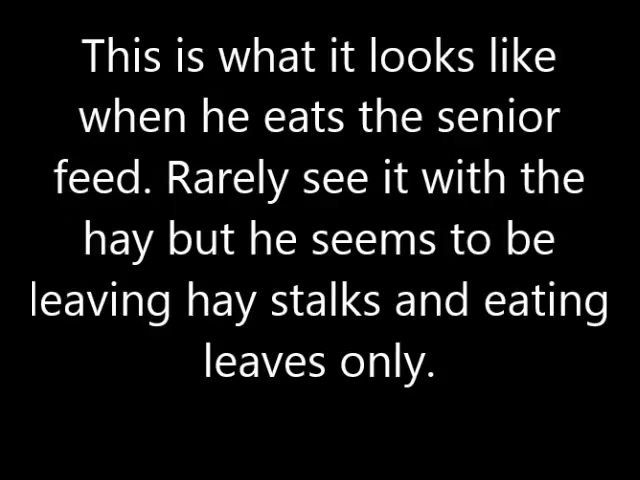 This is what it looks like
when he eats the senior
feed. Rarely see it with the
hay but he seems to be
leaving hay stalks and eating
leaves only.